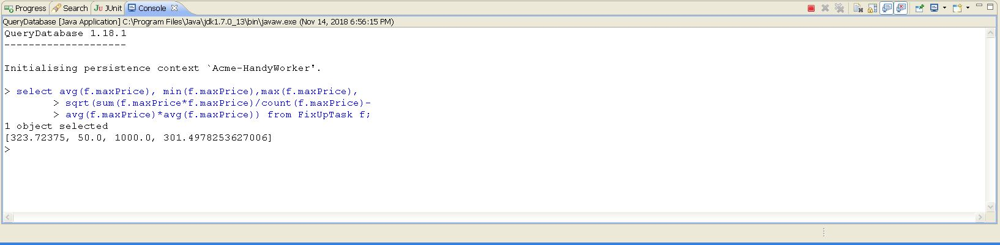 Progress Search JUnit Console
QueryDatabase [Java Application] C:\Program Files\Java\jdk1.7.0_13\bin\javaw.exe (Nov 14, 2018 6:56:15 PM)
QueryDatabase 1.18.1
--------------------
Initialising persistence context `Acme-HandyWorker'.
> select avg(f.maxPrice), min(f.maxPrice),max(f.maxPrice),
> sqrt(sum(f.maxPrice*f.maxPrice)/count(f.maxPrice)-
> avg(f.maxPrice)*avg(f.maxPrice)) from FixUpTask f;
1 object selected
[323.72375, 50.0, 1000.0, 301.4978253627006]
>